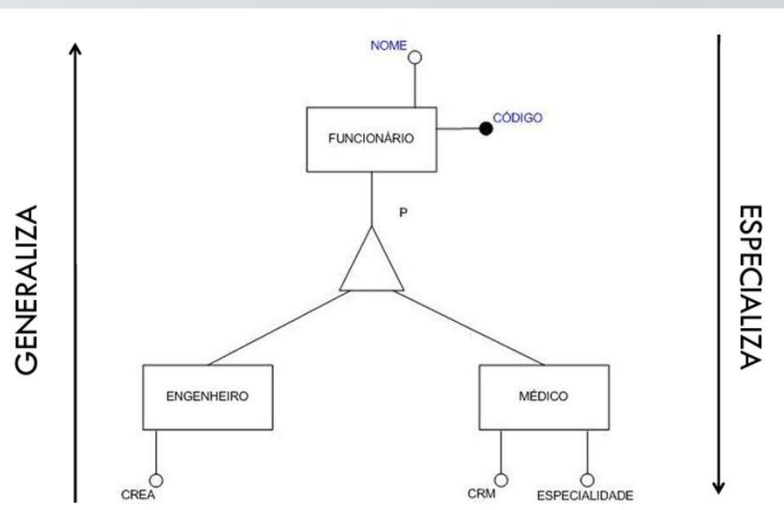 NOME
CÓDIGO
FUNCIONÁRIO
P
GENERALIZA
ESPECIALIZA
ENGENHEIRO
MÉDICO
CREA
CRM
ESPECIALIDADE